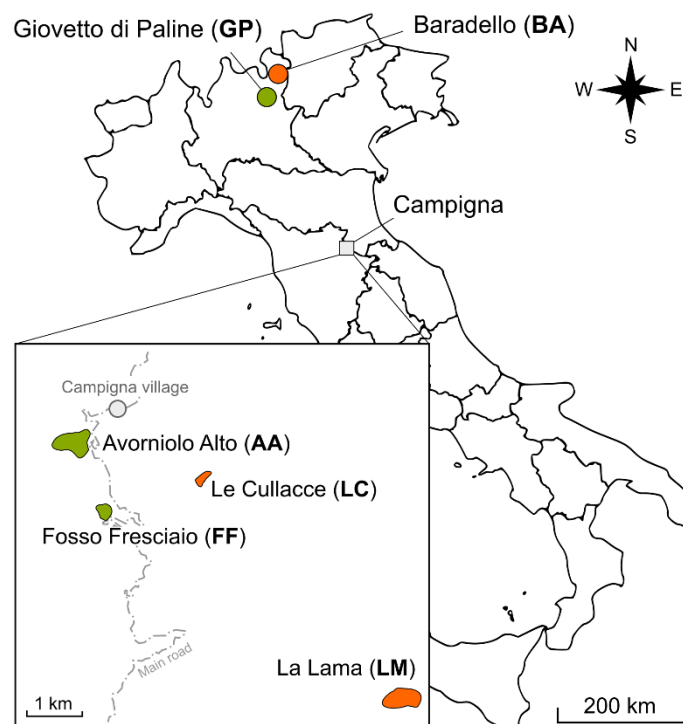 Giovetto di Paline (GP)
Baradello (BA)
N
W E
S
Campigna
Campigna village
Avorniolo Alto (AA)
Le Cullacce (LC)
Fosso Fresciaio (FF)
Main road
La Lama (LM)
1 km
200 km